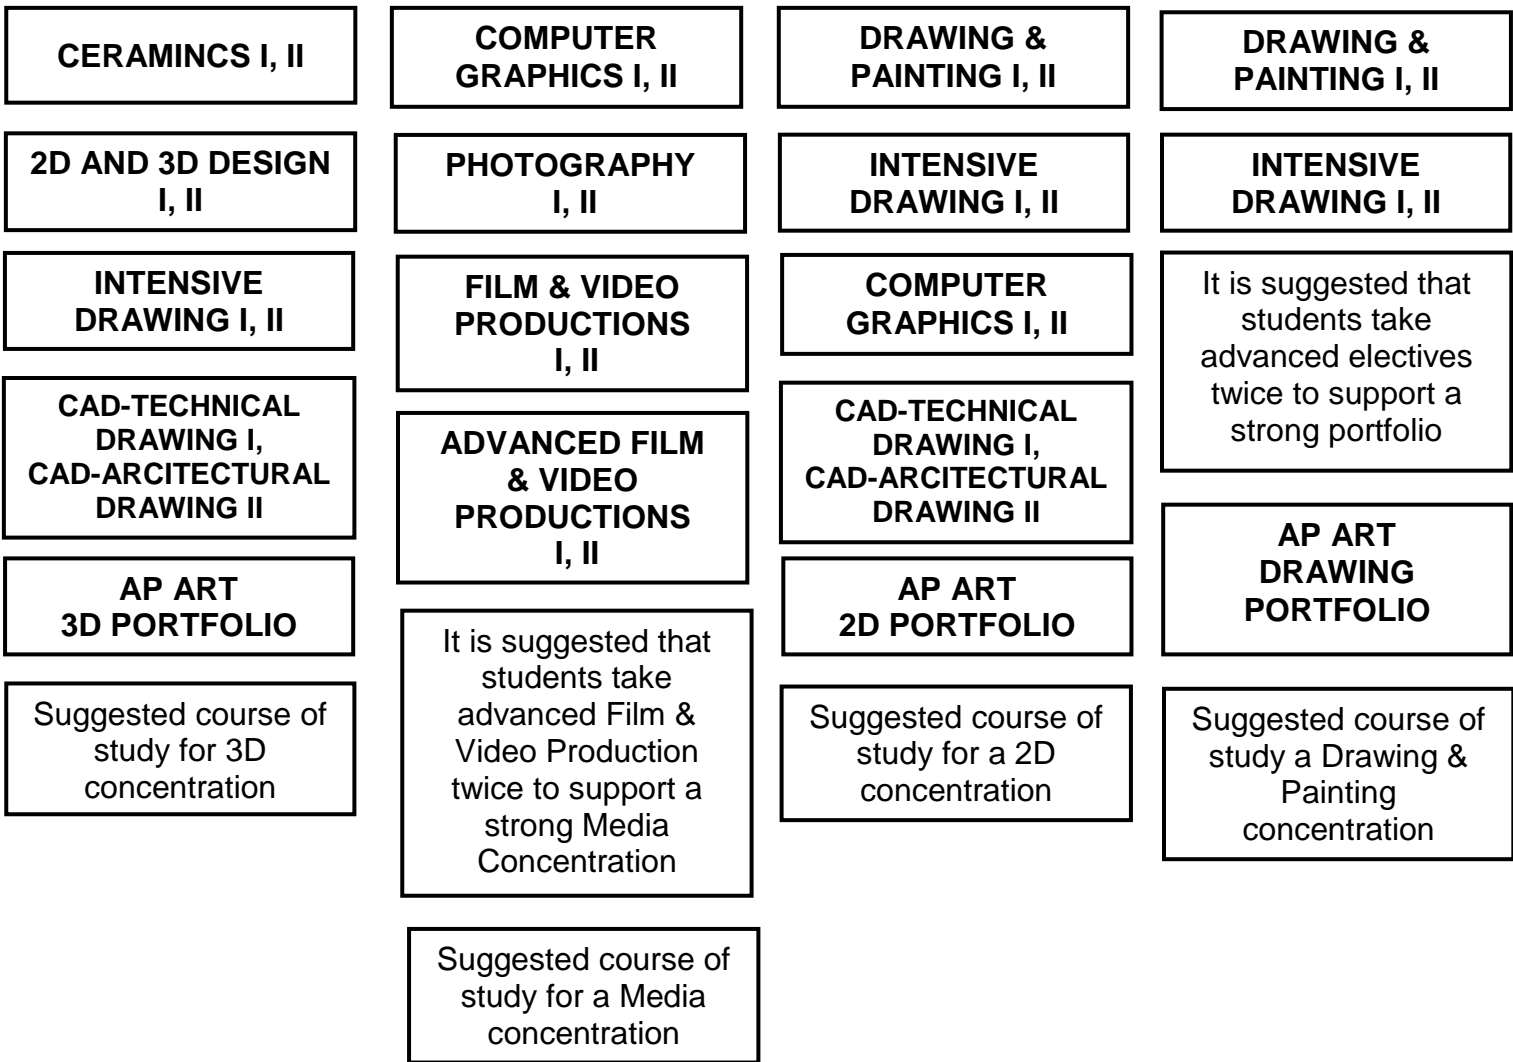 CERAMINCS I, II
2D AND 3D DESIGN
I, II
INTENSIVE
DRAWING I, II
CAD-TECHNICAL
DRAWING I,
CAD-ARCITECTURAL
DRAWING II
AP ART
3D PORTFOLIO
Suggested course of
study for 3D
concentration
COMPUTER
GRAPHICS I, II
PHOTOGRAPHY
I, II
FILM & VIDEO
PRODUCTIONS
I, II
ADVANCED FILM
& VIDEO
PRODUCTIONS
I, II
It is suggested that
students take
advanced Film &
Video Production
twice to support a
strong Media
Concentration
Suggested course of
study for a Media
concentration
DRAWING &
PAINTING I, II
INTENSIVE
DRAWING I, II
COMPUTER
GRAPHICS I, II
CAD-TECHNICAL
DRAWING I,
CAD-ARCITECTURAL
DRAWING II
AP ART
2D PORTFOLIO
Suggested course of
study for a 2D
concentration
DRAWING &
PAINTING I, II
INTENSIVE
DRAWING I, II
It is suggested that
students take
advanced electives
twice to support a
strong portfolio
AP ART
DRAWING
PORTFOLIO
Suggested course of
study a Drawing &
Painting
concentration